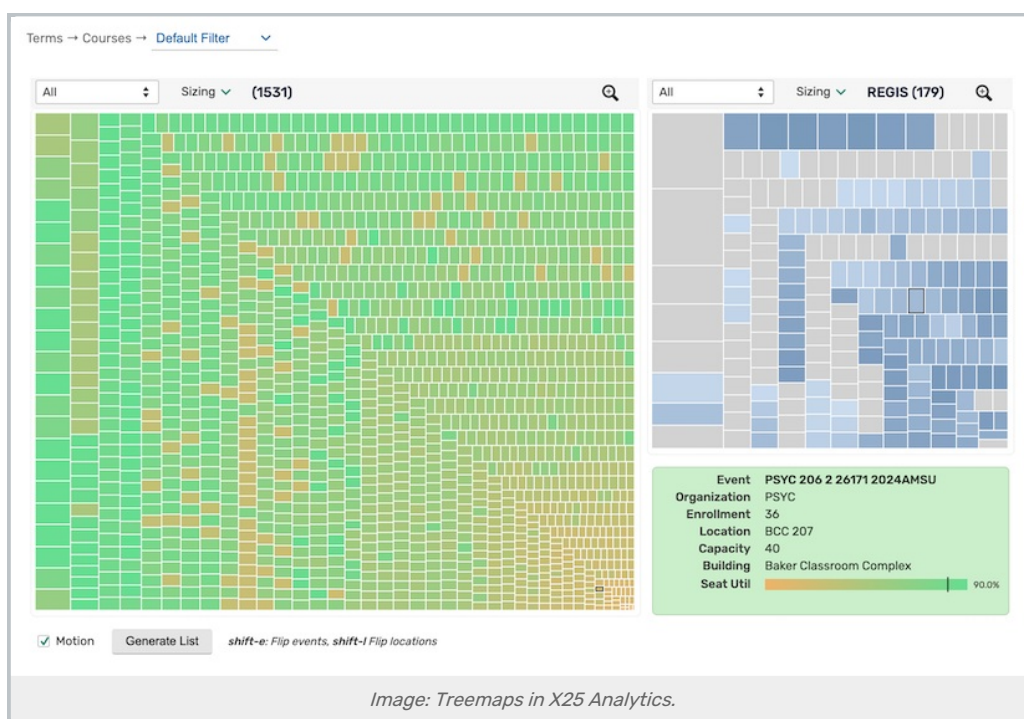 Terms → Courses → Default Filter
All Sizing (1531)
All Sizing REGIS (179)
Event PSYC 206 2 26171 2024AMSU
Organization PSYC
Enrollment 36
Location BCC 207
Capacity 40
Building Baker Classroom Complex
Seat Util 90.0%
Motion Generate List shift-e: Flip events, shift-l Flip locations
Image: Treemaps in X25 Analytics.